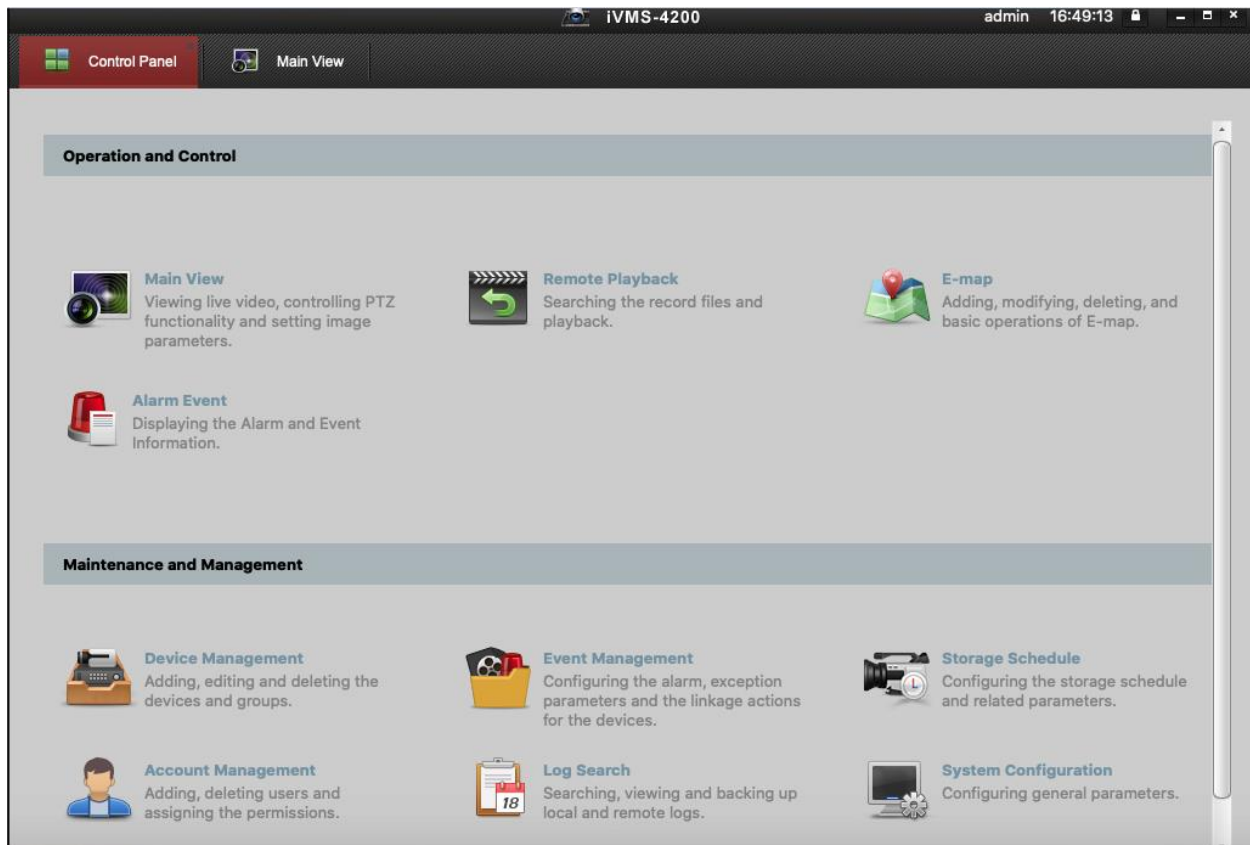 iVMS-4200
admin 16:49:13
Control Panel
Main View
Operation and Control
Main View
Viewing live video, controlling PTZ
functionality and setting image
parameters.
Remote Playback
Searching the record files and
playback.
E-map
Adding, modifying, deleting, and
basic operations of E-map.
Alarm Event
Displaying the Alarm and Event
Information.
Maintenance and Management
Device Management
Adding, editing and deleting the
devices and groups.
Event Management
Configuring the alarm, exception
parameters and the linkage actions
for the devices.
Storage Schedule
Configuring the storage schedule
and related parameters.
Account Management
Adding, deleting users and
assigning the permissions.
18
Log Search
Searching, viewing and backing up
local and remote logs.
System Configuration
Configuring general parameters.